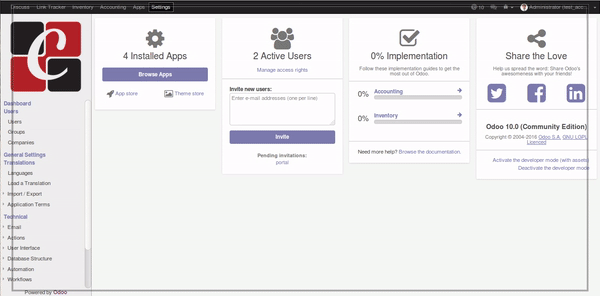 Discuss Link Tracker Inventory Accounting Apps Settings
10
Administrator (test_acc...
C
Dashboard
Users
Users
Groups
Companies
General Settings
Translations
Languages
Load a Translation
Import / Export
Application Terms
Technical
Email
Actions
User Interface
Database Structure
Automation
Workflows
Powered by Odoo
4 Installed Apps
Browse Apps
App store
Theme store
2 Active Users
Manage access rights
Invite new users:
Enter e-mail addresses (one per line)
Invite
Pending invitations:
portal
0% Implementation
Follow these implementation guides to get the
most out of Odoo.
0% Accounting
0% Inventory
Need more help? Browse the documentation.
Share the Love
Help us spread the word: Share Odoo's
awesomeness with your friends!
Odoo 10.0 (Community Edition)
Copyright © 2004-2016 Odoo S.A. GNU LGPL
Licenced
Activate the developer mode (with assets)
Deactivate the developer mode